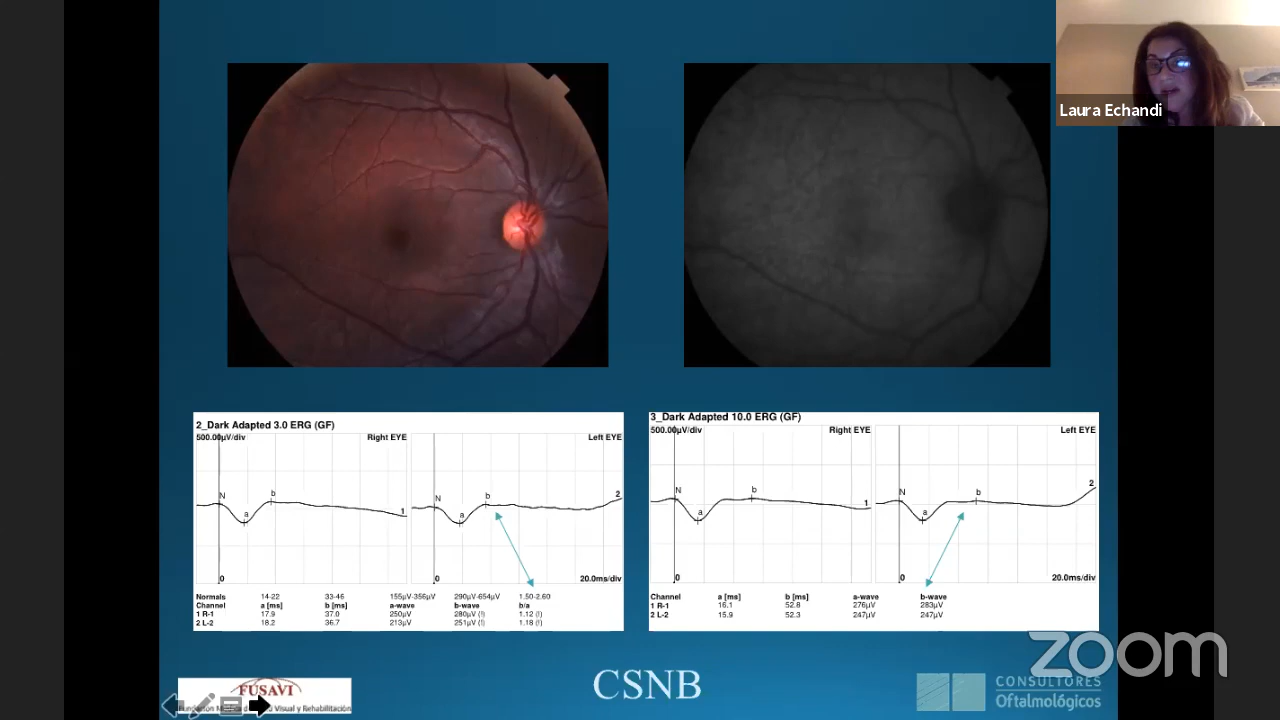 Laura Echandi
2_Dark Adapted 3.0 ERG (GF)
500.00µV/div Right EYE Left EYE
N a b 1 N a b 2
0 0 20.0ms/div
Normals 14-22 33-46 155µV-356µV 290µV-654µV 1.50-2.60
Channel a [ms] b [ms] a-wave b-wave b/a
1 R-1 17.9 37.0 250µV 280µV (!) 1.12 (!)
2 L-2 18.2 36.7 213µV 251µV (!) 1.18 (!)
3_Dark Adapted 10.0 ERG (GF)
500.00µV/div Right EYE Left EYE
N a b 1 N a b 2
0 0 20.0ms/div
Channel a [ms] b [ms] a-wave b-wave
1 R-1 16.1 52.8 276µV 283µV
2 L-2 15.9 52.3 247µV 247µV
zoom
CSNB
FUSAVI
Visual y Rehabilitación
CONSULTORES
Oftalmológicos